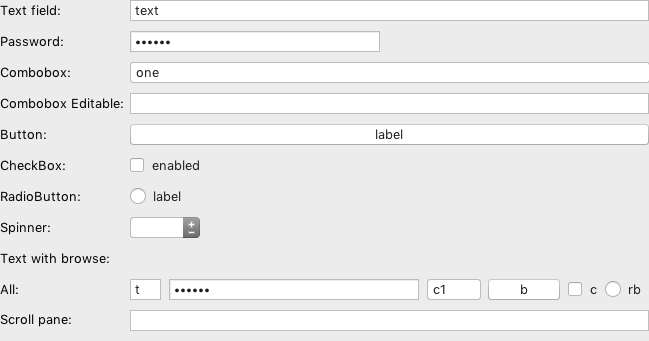 Text field: text
Password: ••••••
Combobox: one
Combobox Editable:
Button: label
CheckBox: enabled
RadioButton: label
Spinner: + −
Text with browse:
All: t •••••• c1 b c rb
Scroll pane: